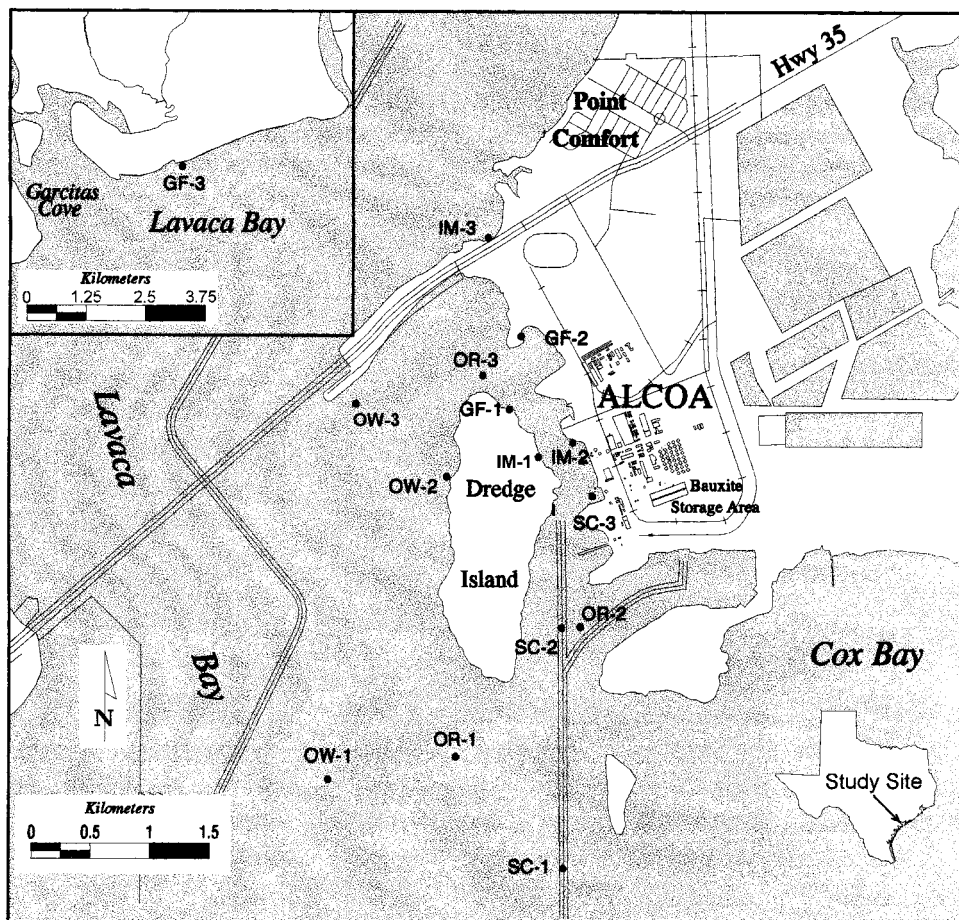 Hwy 35
Point
Comfort
Garcitas
Cove
GF-3
Lavaca Bay
Kilometers
0 1.25 2.5 3.75
IM-3
GF-2
OR-3
ALCOA
GF-1
OW-3
IM-2
IM-1
OW-2
Dredge
Bauxite
Storage Area
SC-3
Island
Lavaca
Bay
OR-2
SC-2
Cox Bay
N
OR-1
OW-1
Study Site
Kilometers
0 0.5 1 1.5
SC-1